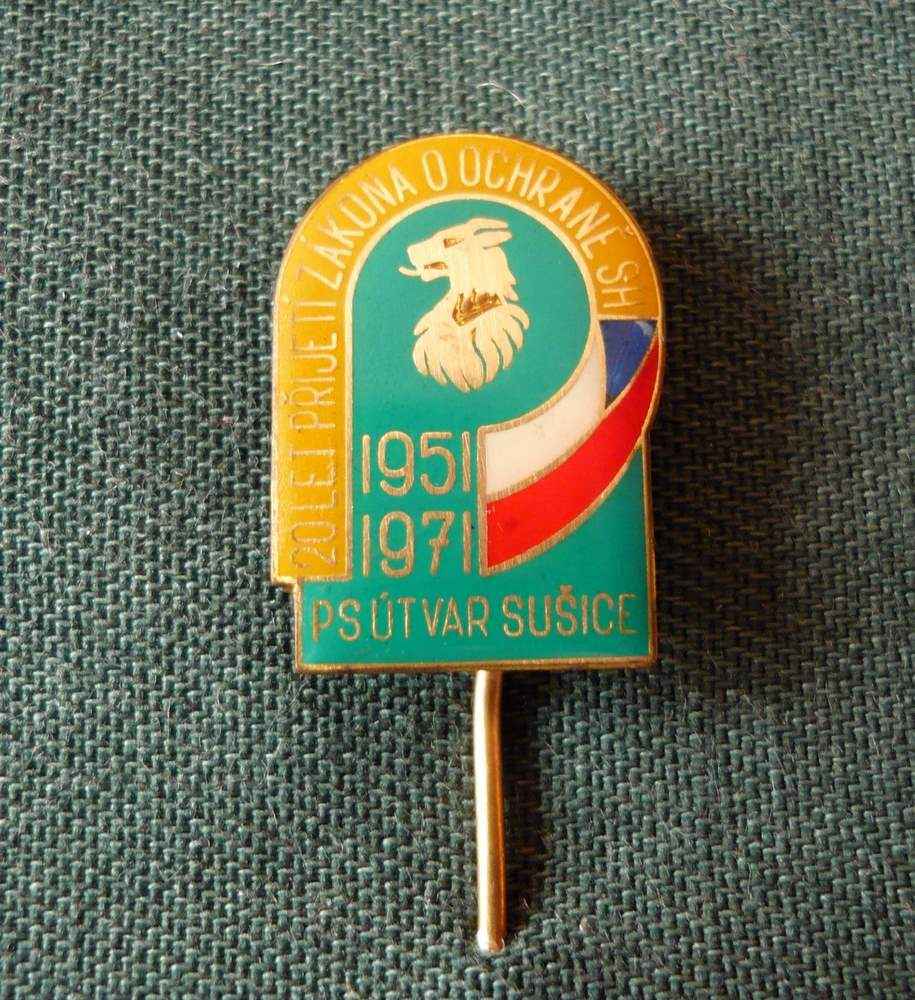 20 LET PŘIJETÍ ZÁKONA O OCHRANĚ SH
1951
1971
PS ÚTVAR SUŠICE